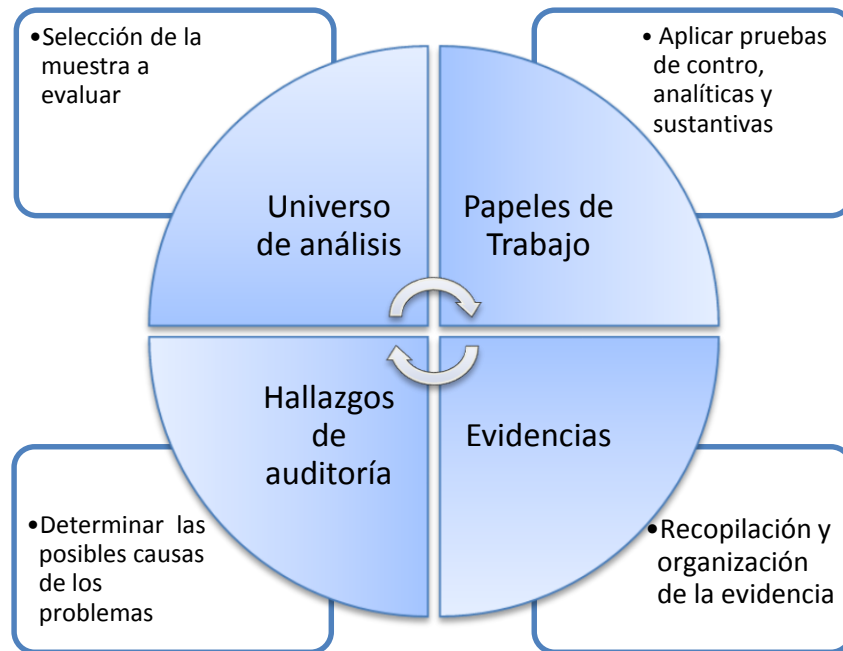 •Selección de la
muestra a
evaluar
• Aplicar pruebas
de contro,
analíticas y
sustantivas
Universo
de análisis
Papeles de
Trabajo
Hallazgos
de
auditoría
Evidencias
•Determinar las
posibles causas
de los
problemas
•Recopilación y
organización
de la evidencia